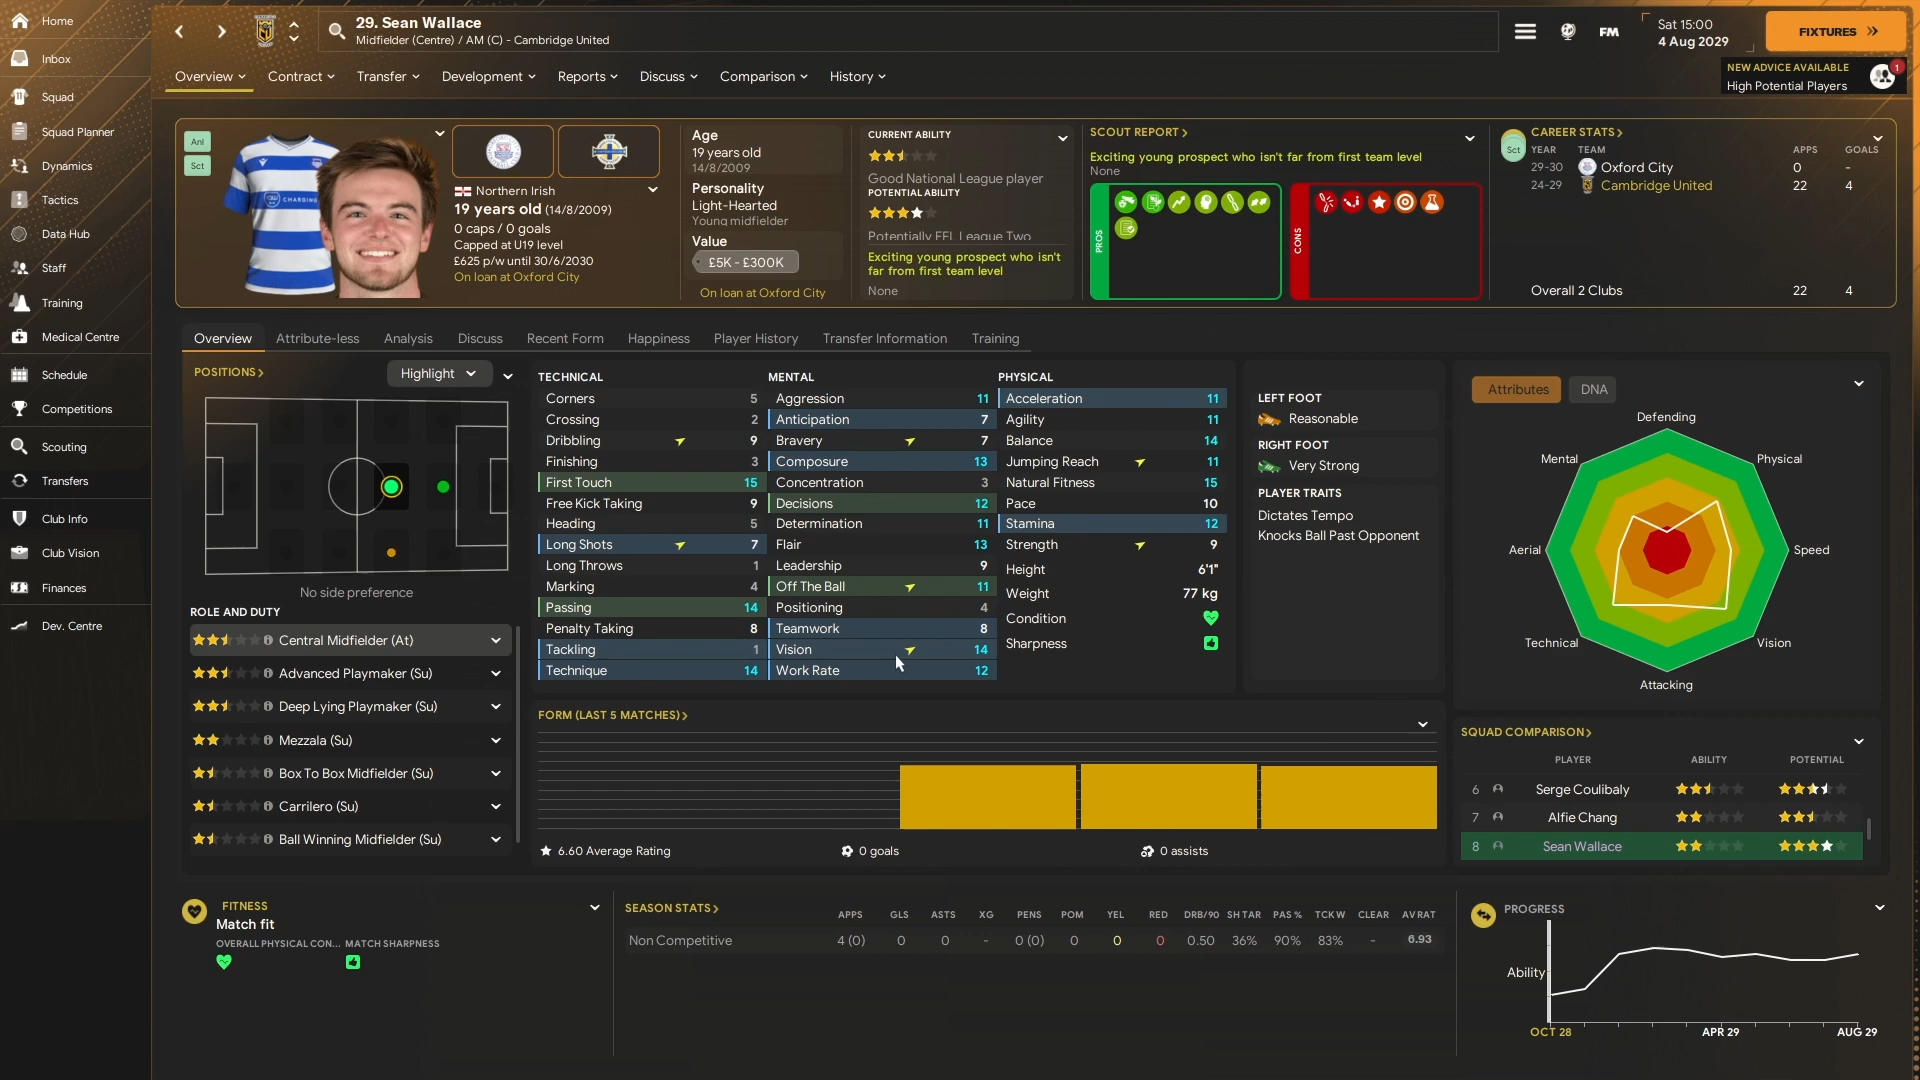 Home
Inbox
Squad
Squad Planner
Dynamics
Tactics
Data Hub
Staff
Training
Medical Centre
Schedule
Competitions
Scouting
Transfers
Club Info
Club Vision
Finances
Dev. Centre
29. Sean Wallace
Midfielder (Centre) / AM (C) - Cambridge United
FM
Sat 15:00
4 Aug 2029
FIXTURES
Overview Contract Transfer Development Reports Discuss Comparison History
NEW ADVICE AVAILABLE
High Potential Players
1
Anl
Sct
CHARGING
Northern Irish
19 years old (14/8/2009)
0 caps / 0 goals
Capped at U19 level
£625 p/w until 30/6/2030
On loan at Oxford City
Age
19 years old
14/8/2009
Personality
Light-Hearted
Young midfielder
Value
£5K - £300K
On loan at Oxford City
CURRENT ABILITY
Good National League player
POTENTIAL ABILITY
Potentially EFL League Two
Exciting young prospect who isn't
far from first team level
None
SCOUT REPORT >
Exciting young prospect who isn't far from first team level
None
PROS
CONS
Sct
CAREER STATS >
YEAR TEAM APPS GOALS
29-30 Oxford City 0 -
24-29 Cambridge United 22 4
Overall 2 Clubs 22 4
Overview Attribute-less Analysis Discuss Recent Form Happiness Player History Transfer Information Training
POSITIONS >
Highlight
No side preference
ROLE AND DUTY
Central Midfielder (At)
Advanced Playmaker (Su)
Deep Lying Playmaker (Su)
Mezzala (Su)
Box To Box Midfielder (Su)
Carrilero (Su)
Ball Winning Midfielder (Su)
TECHNICAL
Corners 5
Crossing 2
Dribbling 9
Finishing 3
First Touch 15
Free Kick Taking 9
Heading 5
Long Shots 7
Long Throws 1
Marking 4
Passing 14
Penalty Taking 8
Tackling 1
Technique 14
MENTAL
Aggression 11
Anticipation 7
Bravery 7
Composure 13
Concentration 3
Decisions 12
Determination 11
Flair 13
Leadership 9
Off The Ball 11
Positioning 4
Teamwork 8
Vision 14
Work Rate 12
PHYSICAL
Acceleration 11
Agility 11
Balance 14
Jumping Reach 11
Natural Fitness 15
Pace 10
Stamina 12
Strength 9
Height 6'1"
Weight 77 kg
Condition
Sharpness
LEFT FOOT
Reasonable
RIGHT FOOT
Very Strong
PLAYER TRAITS
Dictates Tempo
Knocks Ball Past Opponent
Attributes DNA
Defending
Mental Physical
Aerial Speed
Technical Vision
Attacking
FORM (LAST 5 MATCHES) >
6.60 Average Rating 0 goals 0 assists
SQUAD COMPARISON >
PLAYER ABILITY POTENTIAL
6 Serge Coulibaly
7 Alfie Chang
8 Sean Wallace
FITNESS
Match fit
OVERALL PHYSICAL CON... MATCH SHARPNESS
SEASON STATS >
APPS GLS ASTS XG PENS POM YEL RED DRB/90 SH TAR PAS % TCK W CLEAR AV RAT
Non Competitive 4 (0) 0 0 - 0 (0) 0 0 0 0.50 36% 90% 83% - 6.93
PROGRESS
Ability
OCT 28 APR 29 AUG 29